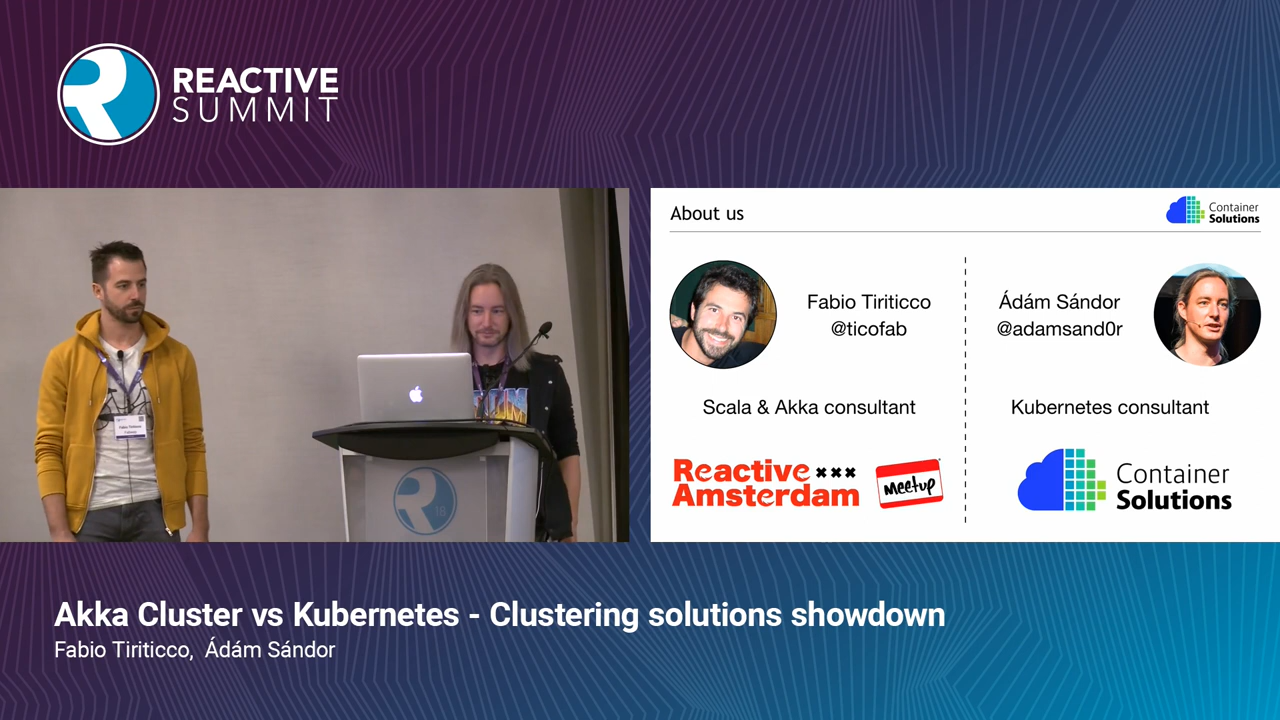 REACTIVE
SUMMIT
About us
Container
Solutions
Fabio Tiriticco
@ticofab
Ádám Sándor
@adamsand0r
Scala & Akka consultant
Kubernetes consultant
Reactive
Amsterdam
meetup
Container
Solutions
18
Akka Cluster vs Kubernetes - Clustering solutions showdown
Fabio Tiriticco, Ádám Sándor